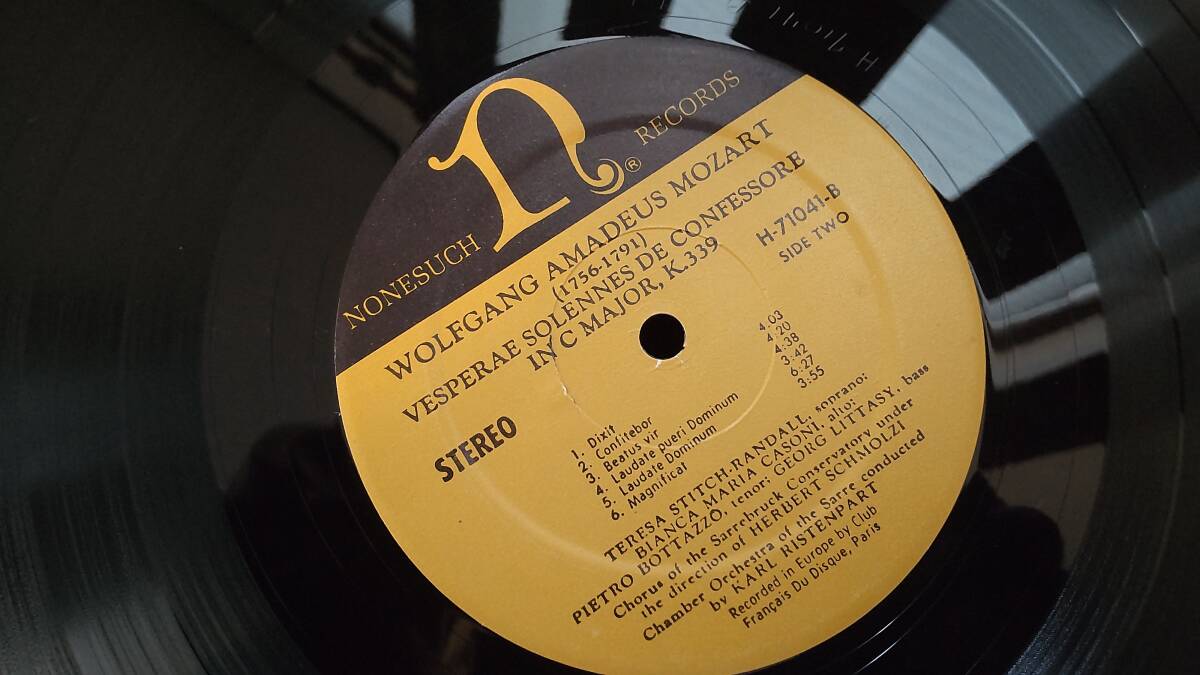 NONESUCH n® RECORDS
WOLFGANG AMADEUS MOZART
(1756-1791)
VESPERAE SOLENNES DE CONFESSORE
IN C MAJOR, K.339
H-71041-B
SIDE TWO
STEREO
1. Dixit 4.03
2. Confitebor 4:20
3. Beatus vir 4:38
4. Laudate pueri Dominum 3:42
5. Laudate Dominum 6:27
6. Magnificat 3:55
TERESA STITCH-RANDALL, soprano:
BIANCA MARIA CASONI, alto:
PIETRO BOTTAZZO, tenor: GEORG LITTASY, bass
Chorus of the Sarrebruck Conservatory under
the direction of HERBERT SCHMOLZI
Chamber Orchestra of the Sarre conducted
by KARL RISTENPART
Recorded in Europe by Club
Français Du Disque, Paris